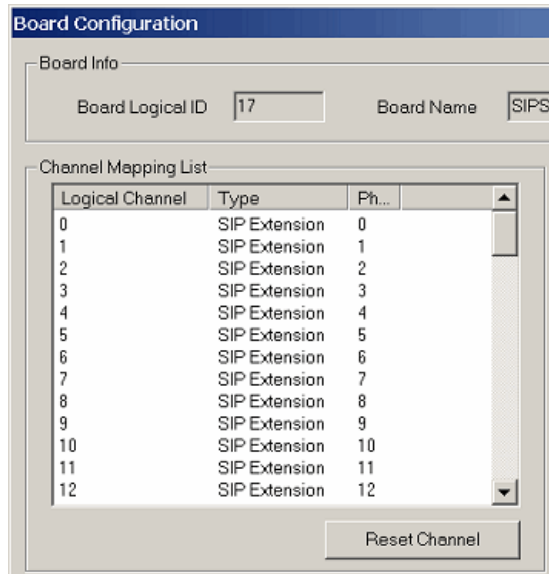 Board Configuration
Board Info
Board Logical ID 17 Board Name SIPS
Channel Mapping List
Logical Channel Type Ph...
0 SIP Extension 0
1 SIP Extension 1
2 SIP Extension 2
3 SIP Extension 3
4 SIP Extension 4
5 SIP Extension 5
6 SIP Extension 6
7 SIP Extension 7
8 SIP Extension 8
9 SIP Extension 9
10 SIP Extension 10
11 SIP Extension 11
12 SIP Extension 12
Reset Channel